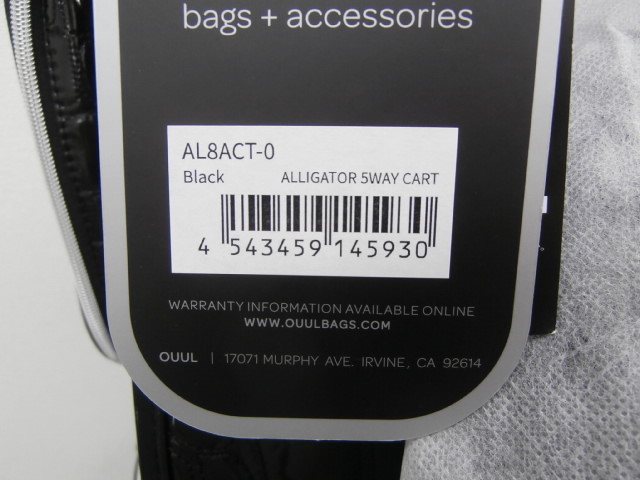 bags + accessories
AL8ACT-0
Black ALLIGATOR 5WAY CART
4 543459 145930
WARRANTY INFORMATION AVAILABLE ONLINE
WWW.OUULBAGS.COM
OUUL | 17071 MURPHY AVE. IRVINE, CA 92614